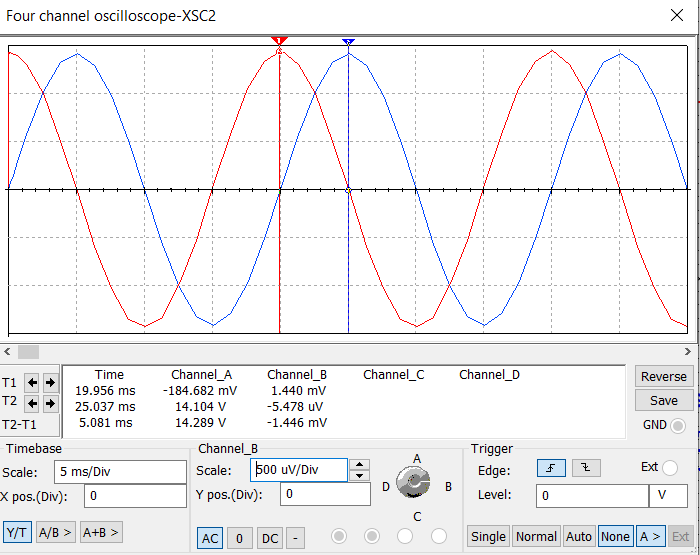 Four channel oscilloscope-XSC2
1 2
Time Channel_A Channel_B Channel_C Channel_D
T1 19.956 ms -184.682 mV 1.440 mV
T2 25.037 ms 14.104 V -5.478 uV
T2-T1 5.081 ms 14.289 V -1.446 mV
Reverse
Save
GND
Timebase
Scale: 5 ms/Div
X pos.(Div): 0
Y/T A/B > A+B >
Channel_B
Scale: 500 uV/Div
Y pos.(Div): 0
AC 0 DC -
A
D B
C
Trigger
Edge: Ext
Level: 0 V
Single Normal Auto None A > Ext